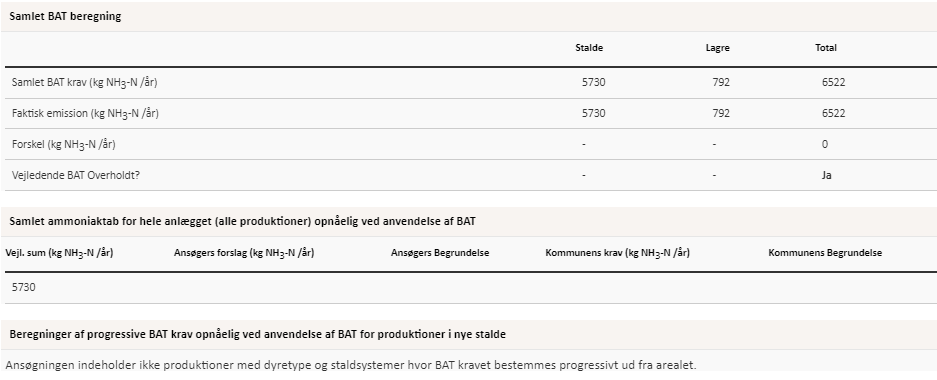 Samlet BAT beregning
Stalde Lagre Total
Samlet BAT krav (kg NH3-N /år) 5730 792 6522
Faktisk emission (kg NH3-N /år) 5730 792 6522
Forskel (kg NH3-N /år) - - 0
Vejledende BAT Overholdt? - - Ja
Samlet ammoniaktab for hele anlægget (alle produktioner) opnåelig ved anvendelse af BAT
Vejl. sum (kg NH3-N /år) Ansøgers forslag (kg NH3-N /år) Ansøgers Begrundelse Kommunens krav (kg NH3-N /år) Kommunens Begrundelse
5730
Beregninger af progressive BAT krav opnåelig ved anvendelse af BAT for produktioner i nye stalde
Ansøgningen indeholder ikke produktioner med dyretype og staldsystemer hvor BAT kravet bestemmes progressivt ud fra arealet.